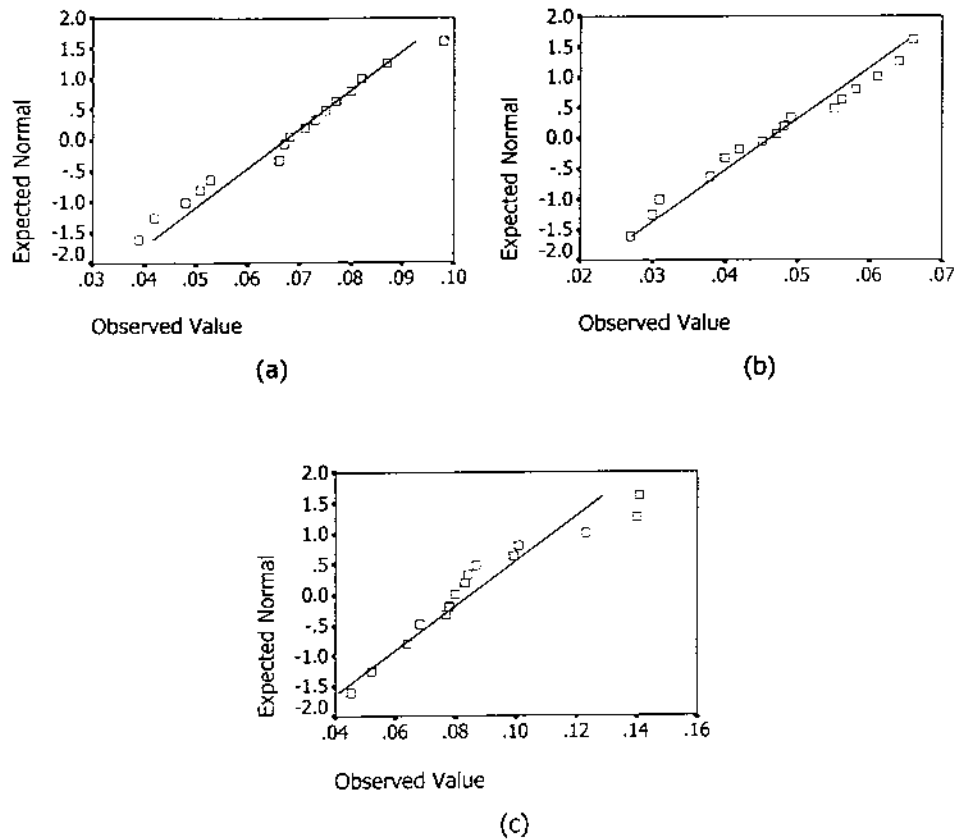 2.0
1.5
1.0
.5
0.0
-.5
-1.0
-1.5
-2.0
Expected Normal
.03 .04 .05 .06 .07 .08 .09 .10
Observed Value
(a)
2.0
1.5
1.0
.5
0.0
-.5
-1.0
-1.5
-2.0
Expected Normal
.02 .03 .04 .05 .06 .07
Observed Value
(b)
2.0
1.5
1.0
.5
0.0
-.5
-1.0
-1.5
-2.0
Expected Normal
.04 .06 .08 .10 .12 .14 .16
Observed Value
(c)